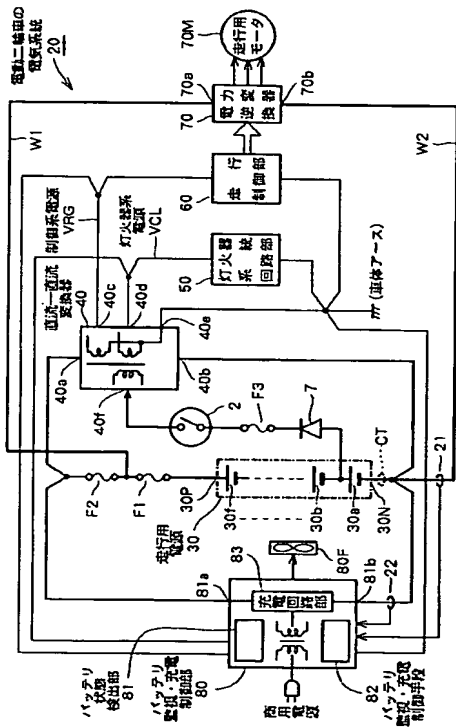 電動二輪車の
電気系統 20
70M
走行用
モータ
70a
70b
70
電力
逆変
換器
W1
W2
制御系電源
VRG
走行
制御部
60
灯火器系
電源
VCL
灯火器
系統
回路部
50
(車体アース)
直流―直流
変換器
40
40c
40d
40e
40a
40b
40f
2
F3
7
F2
F1
30P
30f
30b
30a
30N
CT
30
走行用
電源
21
22
80F
83
充電回路部
81a
81b
バッテリ
状態
検出部
81
バッテリ
監視・充電
制御部
80
商用
電源
バッテリ
監視・充電
制御手段
82